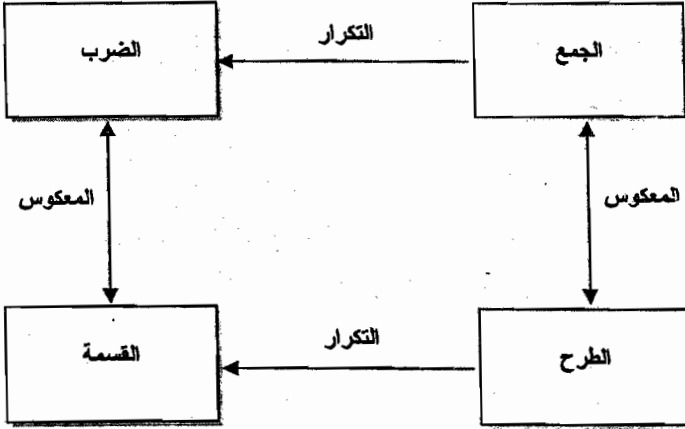 الجمع
التكرار
الضرب
المعكوس
المعكوس
الطرح
التكرار
القسمة